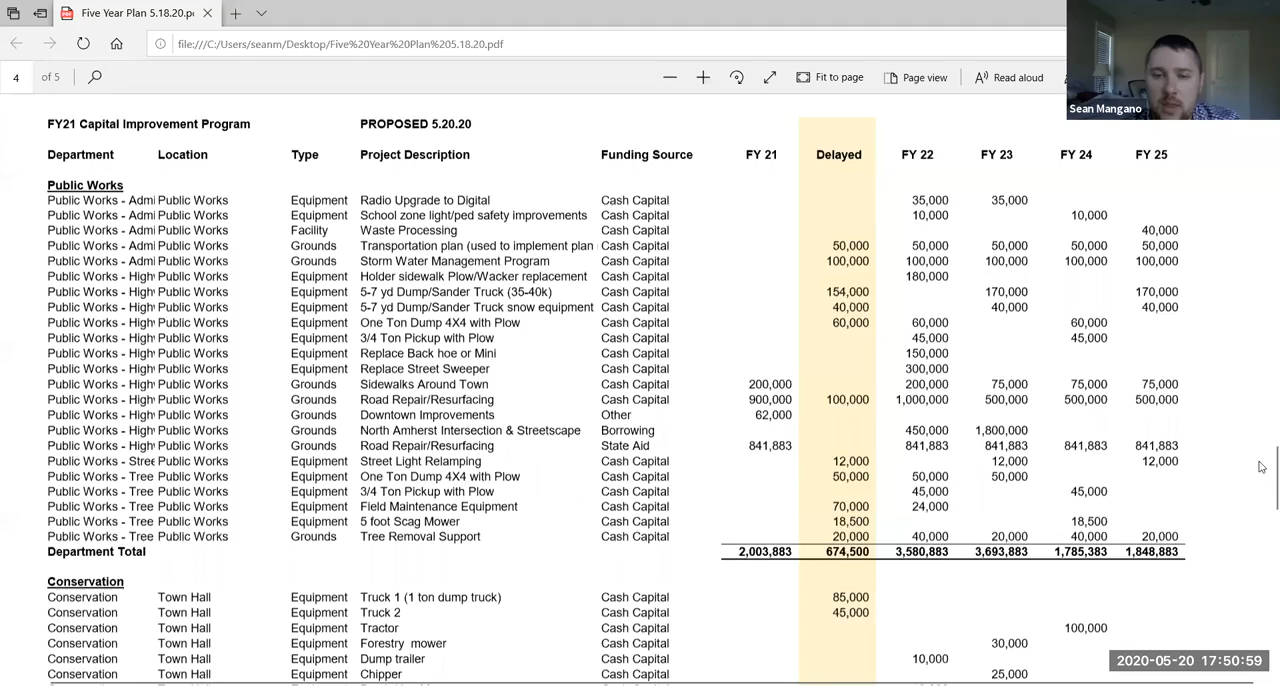 Five Year Plan 5.18.20.p
file:///C:/Users/seanm/Desktop/Five%20Year%20Plan%205.18.20.pdf
4 of 5 Fit to page Page view Read aloud
Sean Mangano
FY21 Capital Improvement Program PROPOSED 5.20.20
Department Location Type Project Description Funding Source FY 21 Delayed FY 22 FY 23 FY 24 FY 25
Public Works
Public Works - Admi Public Works Equipment Radio Upgrade to Digital Cash Capital 35,000 35,000
Public Works - Admi Public Works Equipment School zone light/ped safety improvements Cash Capital 10,000 10,000
Public Works - Admi Public Works Facility Waste Processing Cash Capital 40,000
Public Works - Admi Public Works Grounds Transportation plan (used to implement plan Cash Capital 50,000 50,000 50,000 50,000 50,000
Public Works - Admi Public Works Grounds Storm Water Management Program Cash Capital 100,000 100,000 100,000 100,000 100,000
Public Works - High Public Works Equipment Holder sidewalk Plow/Wacker replacement Cash Capital 180,000
Public Works - High Public Works Equipment 5-7 yd Dump/Sander Truck (35-40k) Cash Capital 154,000 170,000 170,000
Public Works - High Public Works Equipment 5-7 yd Dump/Sander Truck snow equipment Cash Capital 40,000 40,000 40,000
Public Works - High Public Works Equipment One Ton Dump 4X4 with Plow Cash Capital 60,000 60,000 60,000
Public Works - High Public Works Equipment 3/4 Ton Pickup with Plow Cash Capital 45,000 45,000
Public Works - High Public Works Equipment Replace Back hoe or Mini Cash Capital 150,000
Public Works - High Public Works Equipment Replace Street Sweeper Cash Capital 300,000
Public Works - High Public Works Grounds Sidewalks Around Town Cash Capital 200,000 200,000 75,000 75,000 75,000
Public Works - High Public Works Grounds Road Repair/Resurfacing Cash Capital 900,000 100,000 1,000,000 500,000 500,000 500,000
Public Works - High Public Works Grounds Downtown Improvements Other 62,000
Public Works - High Public Works Grounds North Amherst Intersection & Streetscape Borrowing 450,000 1,800,000
Public Works - High Public Works Grounds Road Repair/Resurfacing State Aid 841,883 841,883 841,883 841,883 841,883
Public Works - Stree Public Works Equipment Street Light Relamping Cash Capital 12,000 12,000 12,000
Public Works - Tree Public Works Equipment One Ton Dump 4X4 with Plow Cash Capital 50,000 50,000 50,000
Public Works - Tree Public Works Equipment 3/4 Ton Pickup with Plow Cash Capital 45,000 45,000
Public Works - Tree Public Works Equipment Field Maintenance Equipment Cash Capital 70,000 24,000
Public Works - Tree Public Works Equipment 5 foot Scag Mower Cash Capital 18,500 18,500
Public Works - Tree Public Works Grounds Tree Removal Support Cash Capital 20,000 40,000 20,000 40,000 20,000
Department Total 2,003,883 674,500 3,580,883 3,693,883 1,785,383 1,848,883
Conservation
Conservation Town Hall Equipment Truck 1 (1 ton dump truck) Cash Capital 85,000
Conservation Town Hall Equipment Truck 2 Cash Capital 45,000
Conservation Town Hall Equipment Tractor Cash Capital 100,000
Conservation Town Hall Equipment Forestry mower Cash Capital 30,000
Conservation Town Hall Equipment Dump trailer Cash Capital 10,000
Conservation Town Hall Equipment Chipper Cash Capital 25,000
2020-05-20 17:50:59